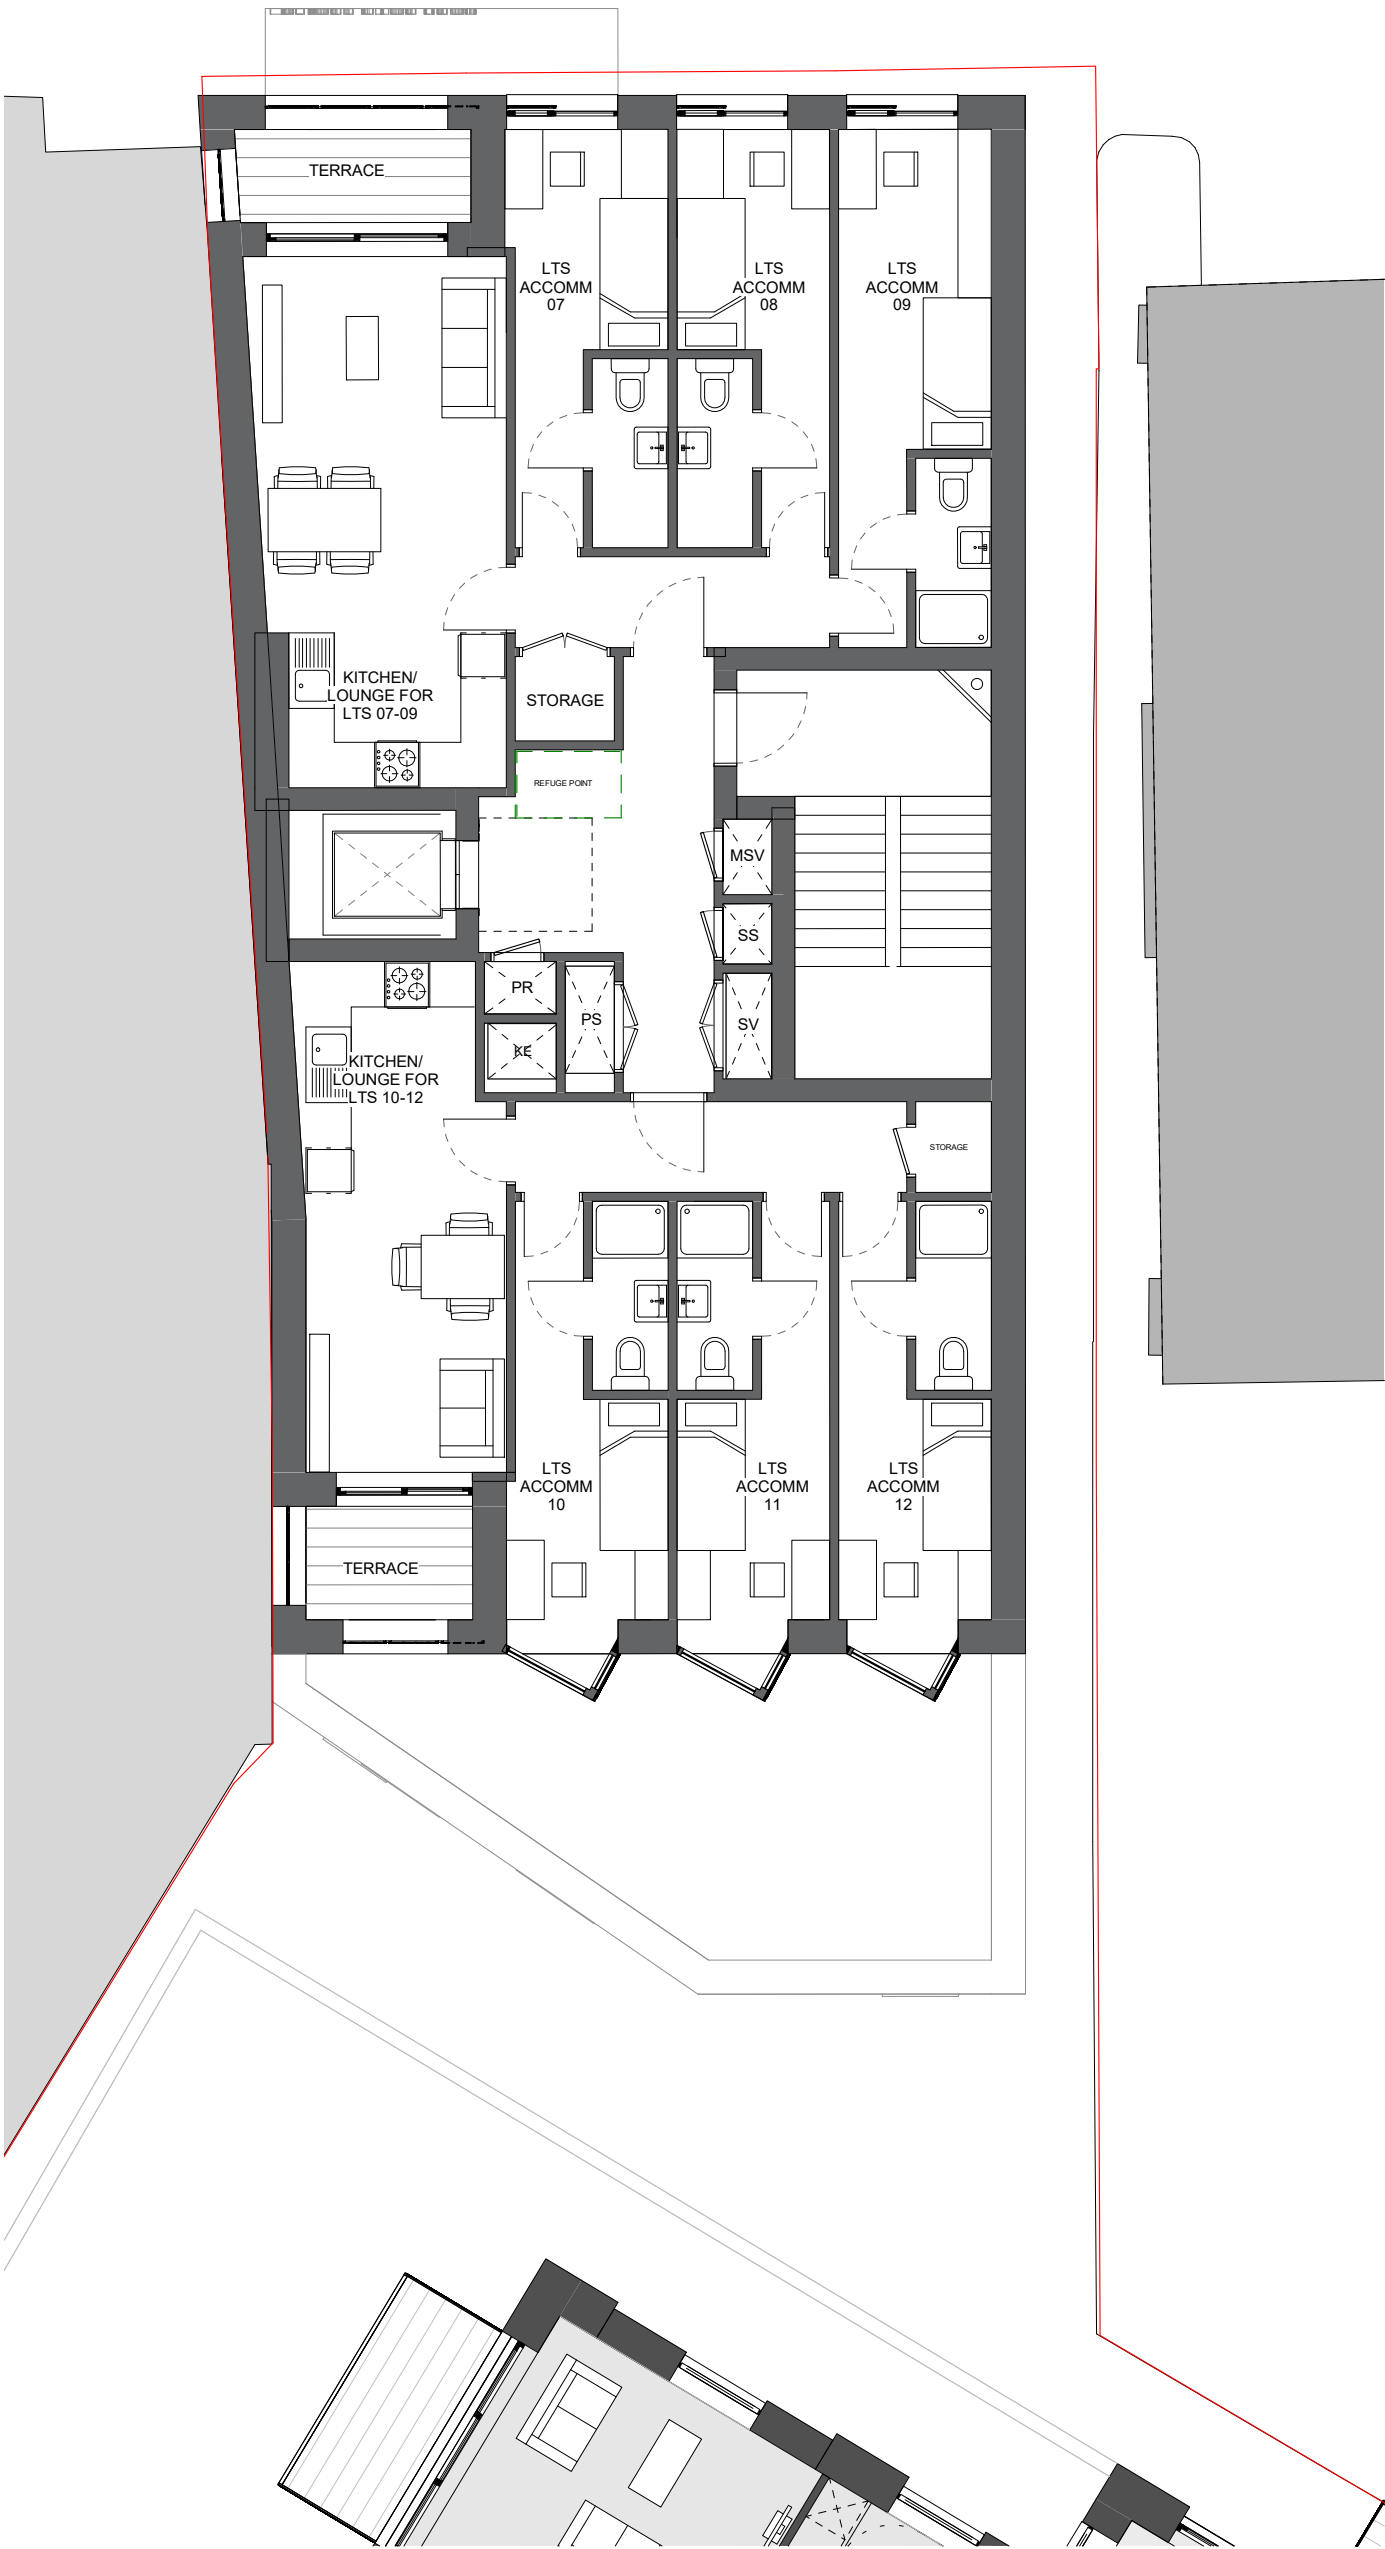 TERRACE
LTS
ACCOMM
07
LTS
ACCOMM
08
LTS
ACCOMM
09
KITCHEN/
LOUNGE FOR
LTS 07-09
STORAGE
REFUGE POINT
MSV
SS
PR
PS
SV
KE
KITCHEN/
LOUNGE FOR
LTS 10-12
STORAGE
LTS
ACCOMM
10
LTS
ACCOMM
11
LTS
ACCOMM
12
TERRACE